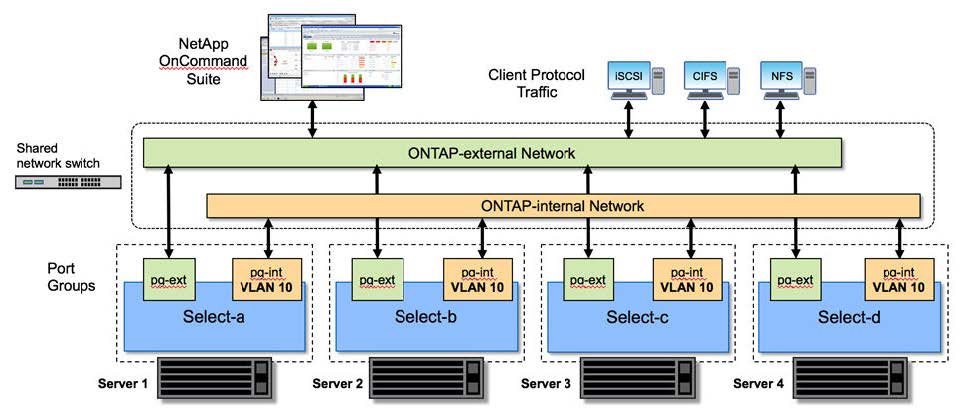 NetApp
OnCommand
Suite
Client Protocol
Traffic
iSCSI
CIFS
NFS
Shared
network switch
ONTAP-external Network
ONTAP-internal Network
Port
Groups
pg-ext
pg-int
VLAN 10
Select-a
pg-ext
pg-int
VLAN 10
Select-b
pg-ext
pg-int
VLAN 10
Select-c
pg-ext
pg-int
VLAN 10
Select-d
Server 1
Server 2
Server 3
Server 4